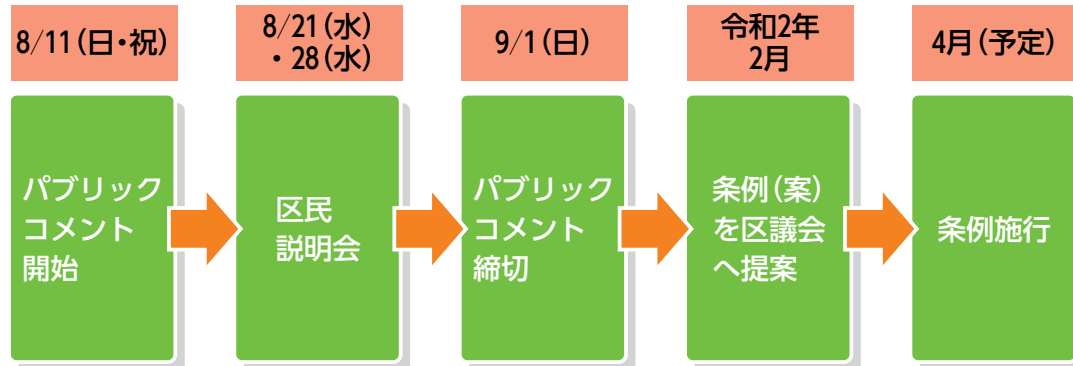 8/11(日・祝)
8/21(水)
・28(水)
9/1(日)
令和2年
2月
4月(予定)
パブリック
コメント
開始
区民
説明会
パブリック
コメント
締切
条例(案)
を区議会
へ提案
条例施行